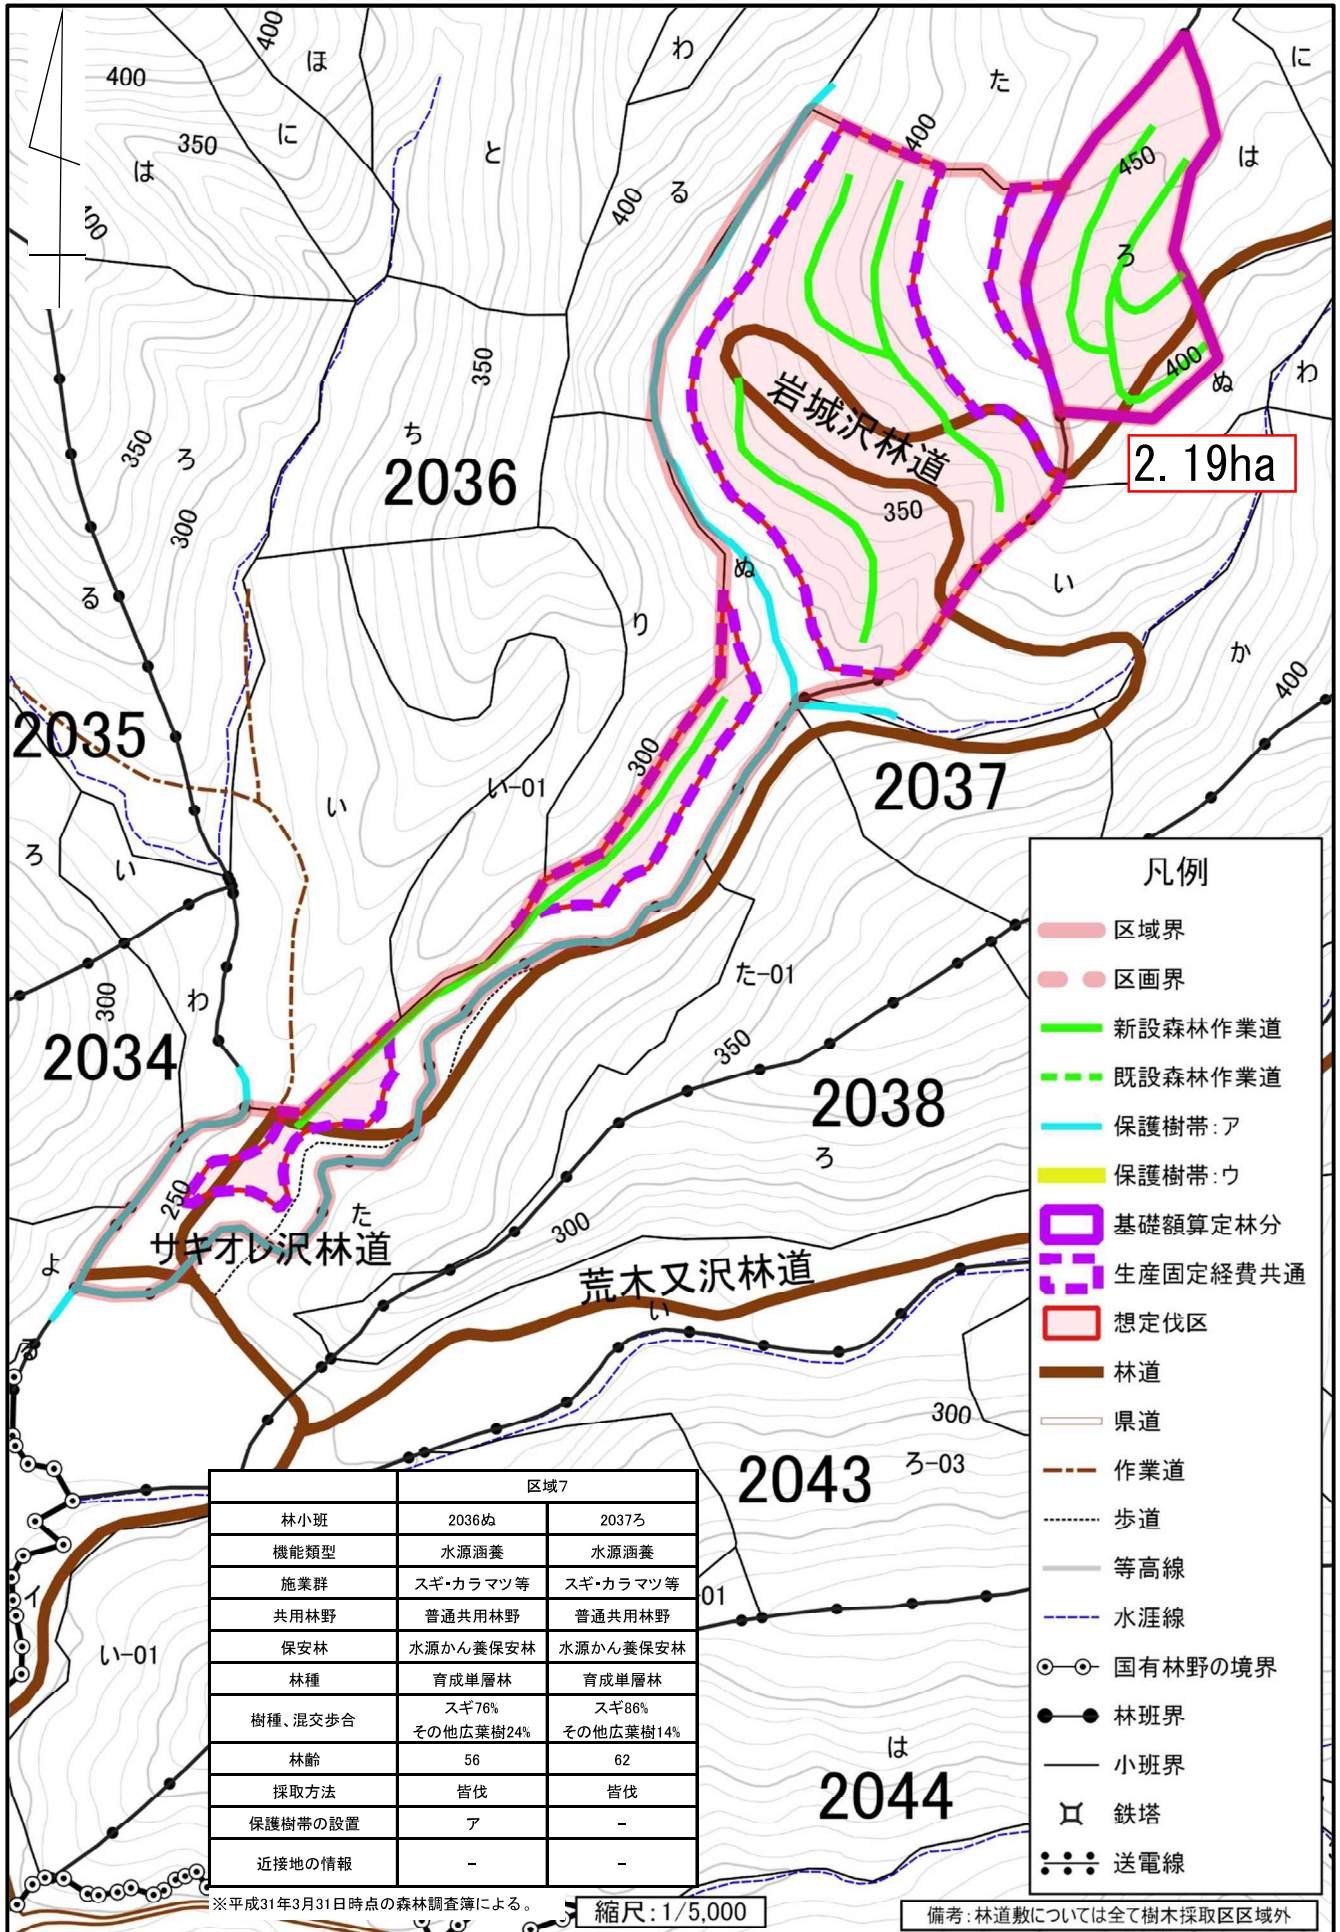 400
ほ
わ
に
400
に
350
は
と
た
400
450
は
る
400
400
ろ
350
400
ぬ
わ
岩城沢林道
2.19ha
350
ろ
ち
2036
300
350
ぬ
い
る
り
か
400
2035
300
2037
い
い-01
ろ
い
た-01
300
わ
2034
350
2038
ろ
250
た
300
サキオレ沢林道
よ
荒木又沢林道
い
る
300
2043
ろ-03
01
イ
い-01
は
2044
凡例
区域界
区画界
新設森林作業道
既設森林作業道
保護樹帯:ア
保護樹帯:ウ
基礎額算定林分
生産固定経費共通
想定伐区
林道
県道
作業道
歩道
等高線
水涯線
国有林野の境界
林班界
小班界
鉄塔
送電線
区域7
林小班 2036ぬ 2037ろ
機能類型 水源涵養 水源涵養
施業群 スギ・カラマツ等 スギ・カラマツ等
共用林野 普通共用林野 普通共用林野
保安林 水源かん養保安林 水源かん養保安林
林種 育成単層林 育成単層林
樹種、混交歩合 スギ76% スギ86%
その他広葉樹24% その他広葉樹14%
林齢 56 62
採取方法 皆伐 皆伐
保護樹帯の設置 ア -
近接地の情報 - -
※平成31年3月31日時点の森林調査簿による。
縮尺:1/5,000
備考:林道敷については全て樹木採取区区域外